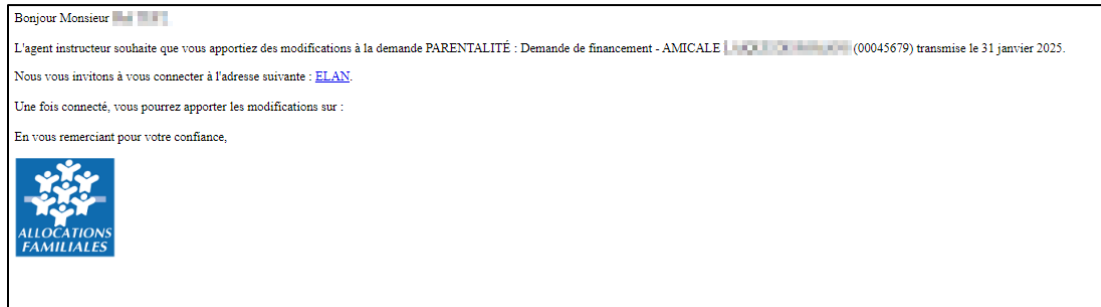 Bonjour Monsieur
L'agent instructeur souhaite que vous apportiez des modifications à la demande PARENTALITÉ : Demande de financement - AMICALE (00045679) transmise le 31 janvier 2025.
Nous vous invitons à vous connecter à l'adresse suivante : ELAN.
Une fois connecté, vous pourrez apporter les modifications sur :
En vous remerciant pour votre confiance,
ALLOCATIONS
FAMILIALES